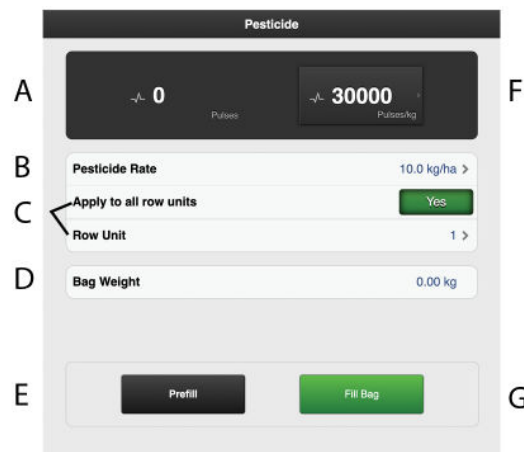 Pesticide
A
0
Pulses
30000
Pulses/kg
F
B
Pesticide Rate 10.0 kg/ha >
C
Apply to all row units Yes
Row Unit 1 >
D
Bag Weight 0.00 kg
E
Prefill Fill Bag
G